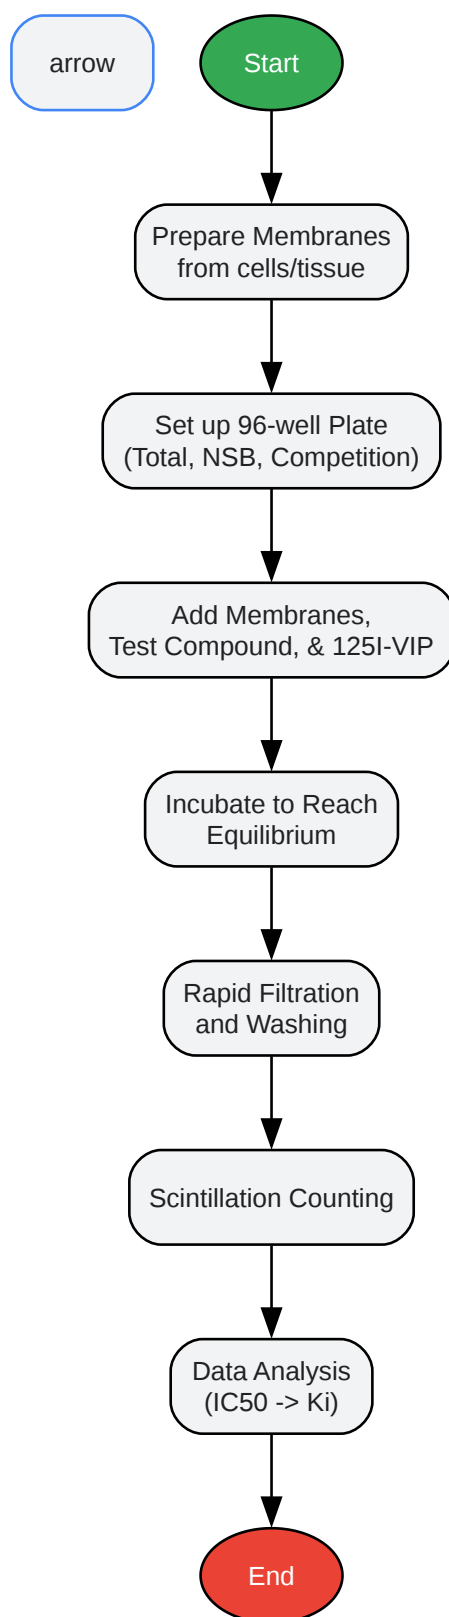 arrow
Start
Prepare Membranes
from cells/tissue
Set up 96-well Plate
(Total, NSB, Competition)
Add Membranes,
Test Compound, & 125I-VIP
Incubate to Reach
Equilibrium
Rapid Filtration
and Washing
Scintillation Counting
Data Analysis
(IC50 -> Ki)
End